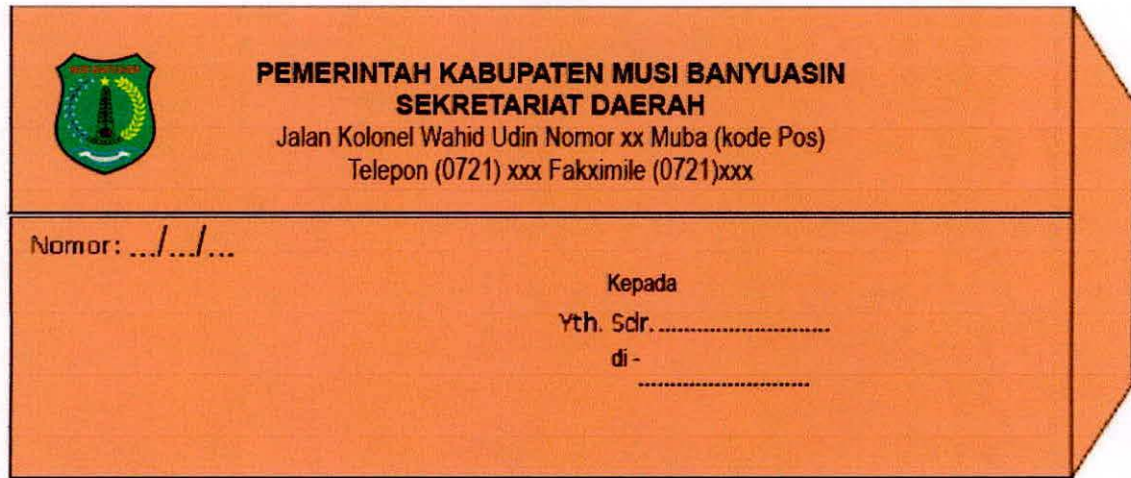 PEMERINTAH KABUPATEN MUSI BANYUASIN
SEKRETARIAT DAERAH
Jalan Kolonel Wahid Udin Nomor xx Muba (kode Pos)
Telepon (0721) xxx Fakximile (0721)xxx
Nomor: .../.../...
Kepada
Yth. Sdr. ............................
di -
............................